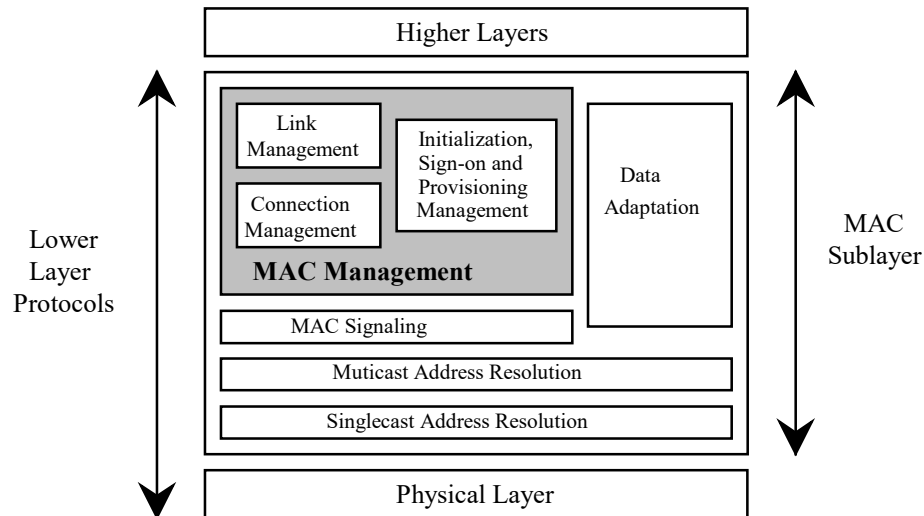 Higher Layers
Link
Management
Initialization,
Sign-on and
Provisioning
Management
Connection
Management
MAC Management
Data
Adaptation
Lower
Layer
Protocols
MAC
Sublayer
MAC Signaling
Muticast Address Resolution
Singlecast Address Resolution
Physical Layer